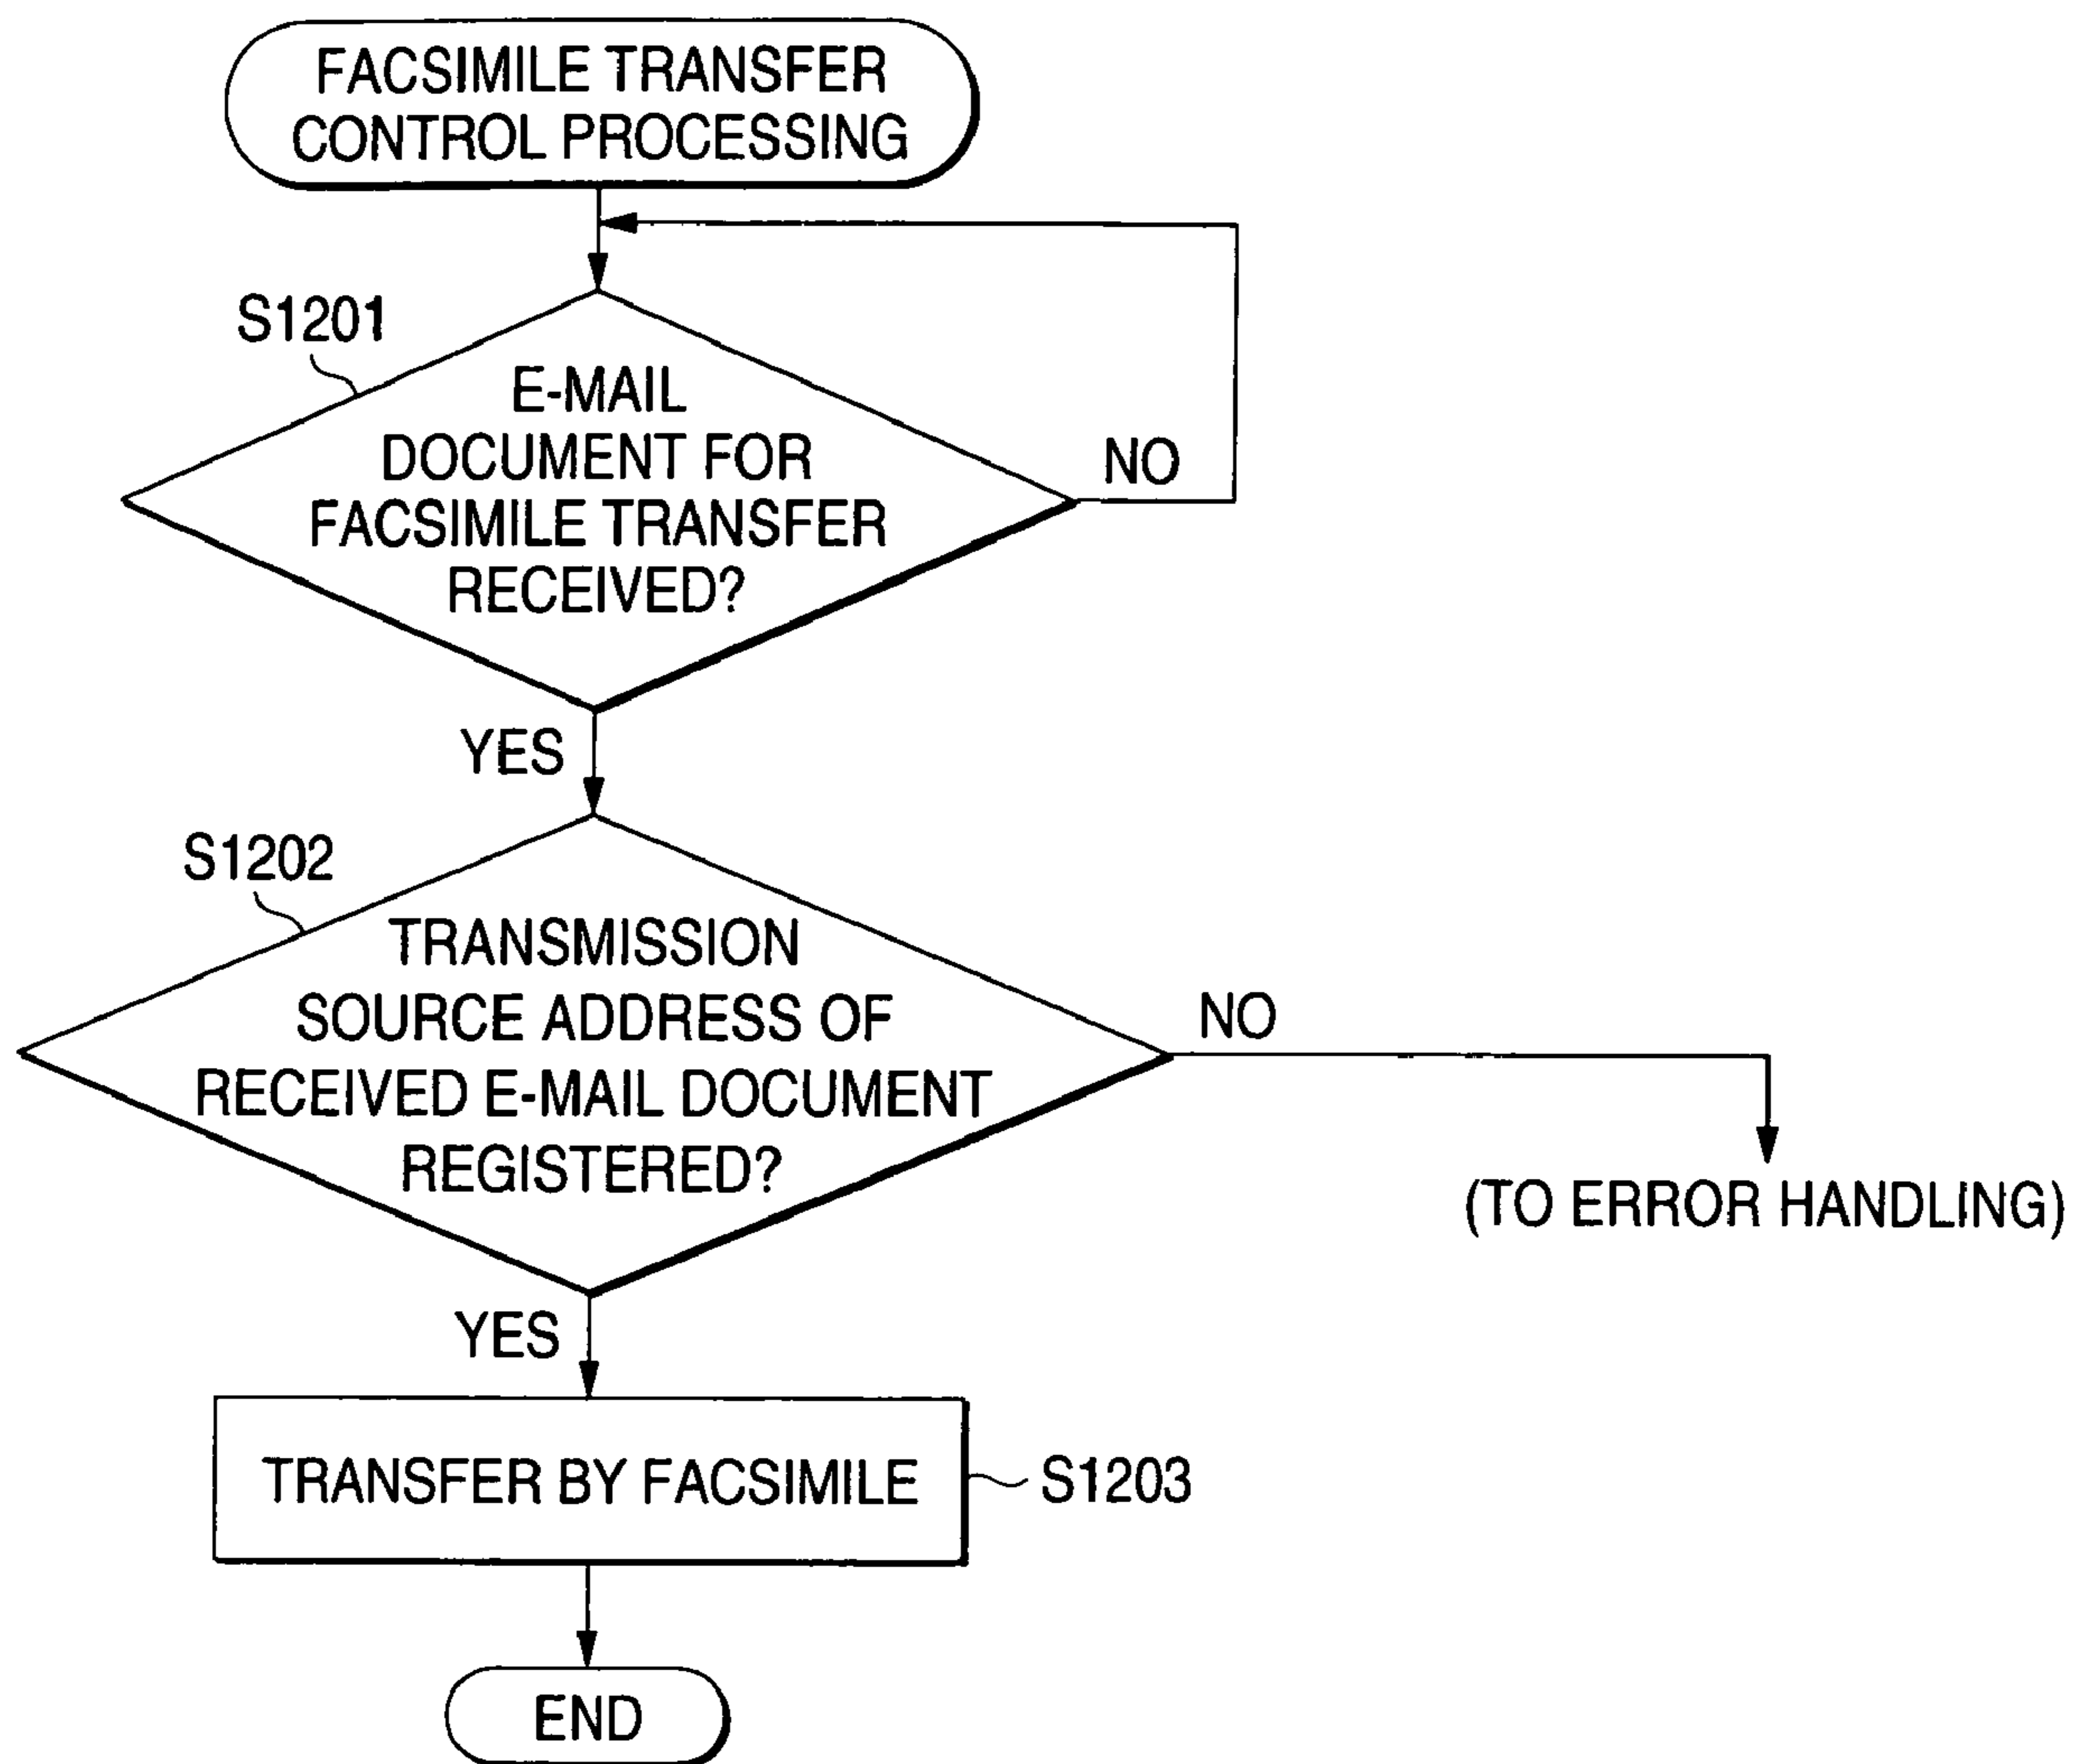 FACSIMILE TRANSFER
CONTROL PROCESSING
S1201
E-MAIL
DOCUMENT FOR
FACSIMILE TRANSFER
RECEIVED?
NO
YES
S1202
TRANSMISSION
SOURCE ADDRESS OF
RECEIVED E-MAIL DOCUMENT
REGISTERED?
NO
(TO ERROR HANDLING)
YES
TRANSFER BY FACSIMILE
S1203
END